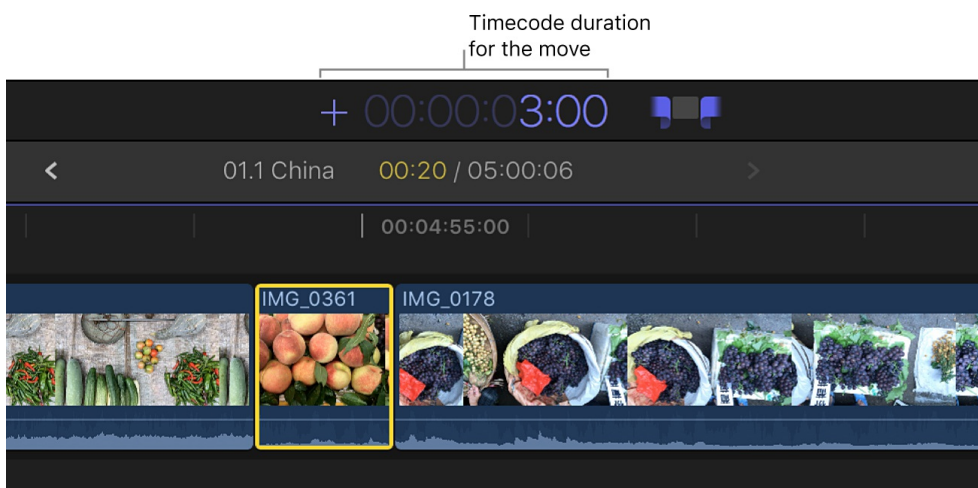 Timecode duration
for the move
+ 00:00:03:00
01.1 China 00:20 / 05:00:06
00:04:55:00
IMG_0361 IMG_0178